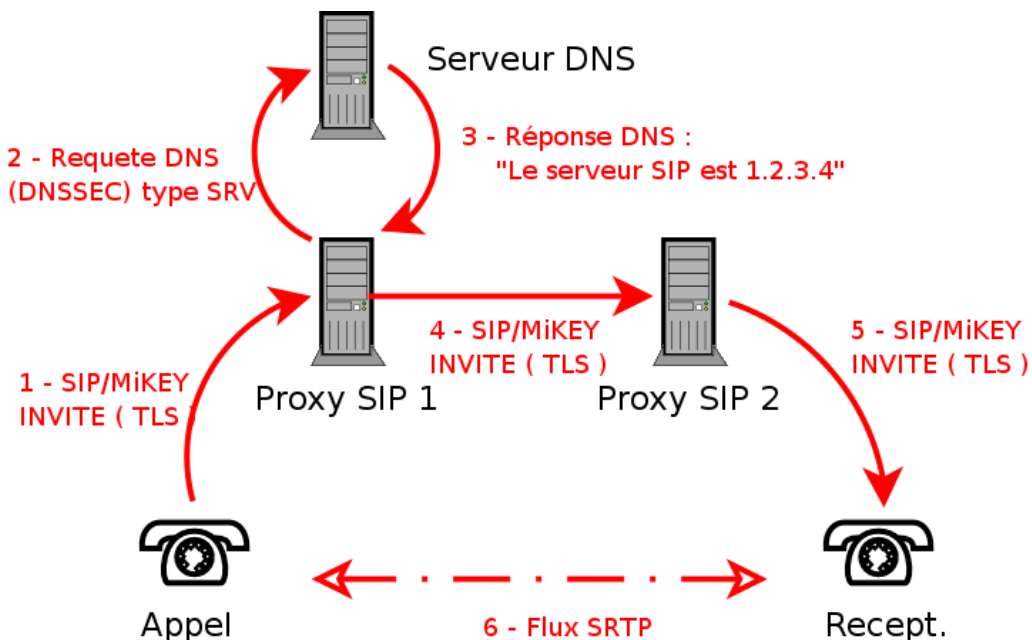 Serveur DNS
2 - Requete DNS
(DNSSEC) type SRV
3 - Réponse DNS :
"Le serveur SIP est 1.2.3.4"
1 - SIP/MiKEY
INVITE ( TLS )
Proxy SIP 1
4 - SIP/MiKEY
INVITE ( TLS )
Proxy SIP 2
5 - SIP/MiKEY
INVITE ( TLS )
Appel
6 - Flux SRTP
Recept.